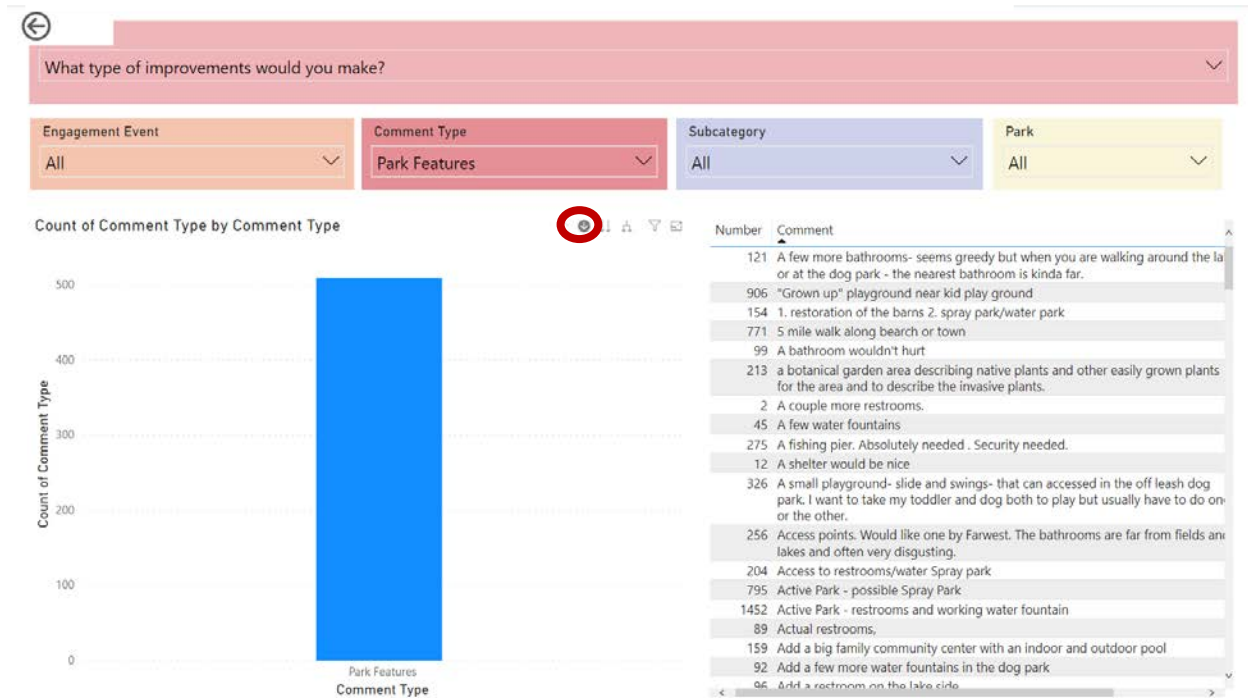 What type of improvements would you make?
Engagement Event
All
Comment Type
Park Features
Subcategory
All
Park
All
Count of Comment Type by Comment Type
500
400
300
200
100
0
Count of Comment Type
Park Features
Comment Type
Number Comment
121 A few more bathrooms- seems greedy but when you are walking around the la
or at the dog park - the nearest bathroom is kinda far.
906 "Grown up" playground near kid play ground
154 1. restoration of the barns 2. spray park/water park
771 5 mile walk along bearch or town
99 A bathroom wouldn't hurt
213 a botanical garden area describing native plants and other easily grown plants
for the area and to describe the invasive plants.
2 A couple more restrooms.
45 A few water fountains
275 A fishing pier. Absolutely needed . Security needed.
12 A shelter would be nice
326 A small playground- slide and swings- that can accessed in the off leash dog
park. I want to take my toddler and dog both to play but usually have to do on
or the other.
256 Access points. Would like one by Farwest. The bathrooms are far from fields an
lakes and often very disgusting.
204 Access to restrooms/water Spray park
795 Active Park - possible Spray Park
1452 Active Park - restrooms and working water fountain
89 Actual restrooms,
159 Add a big family community center with an indoor and outdoor pool
92 Add a few more water fountains in the dog park
96 Add a restroom on the lake side